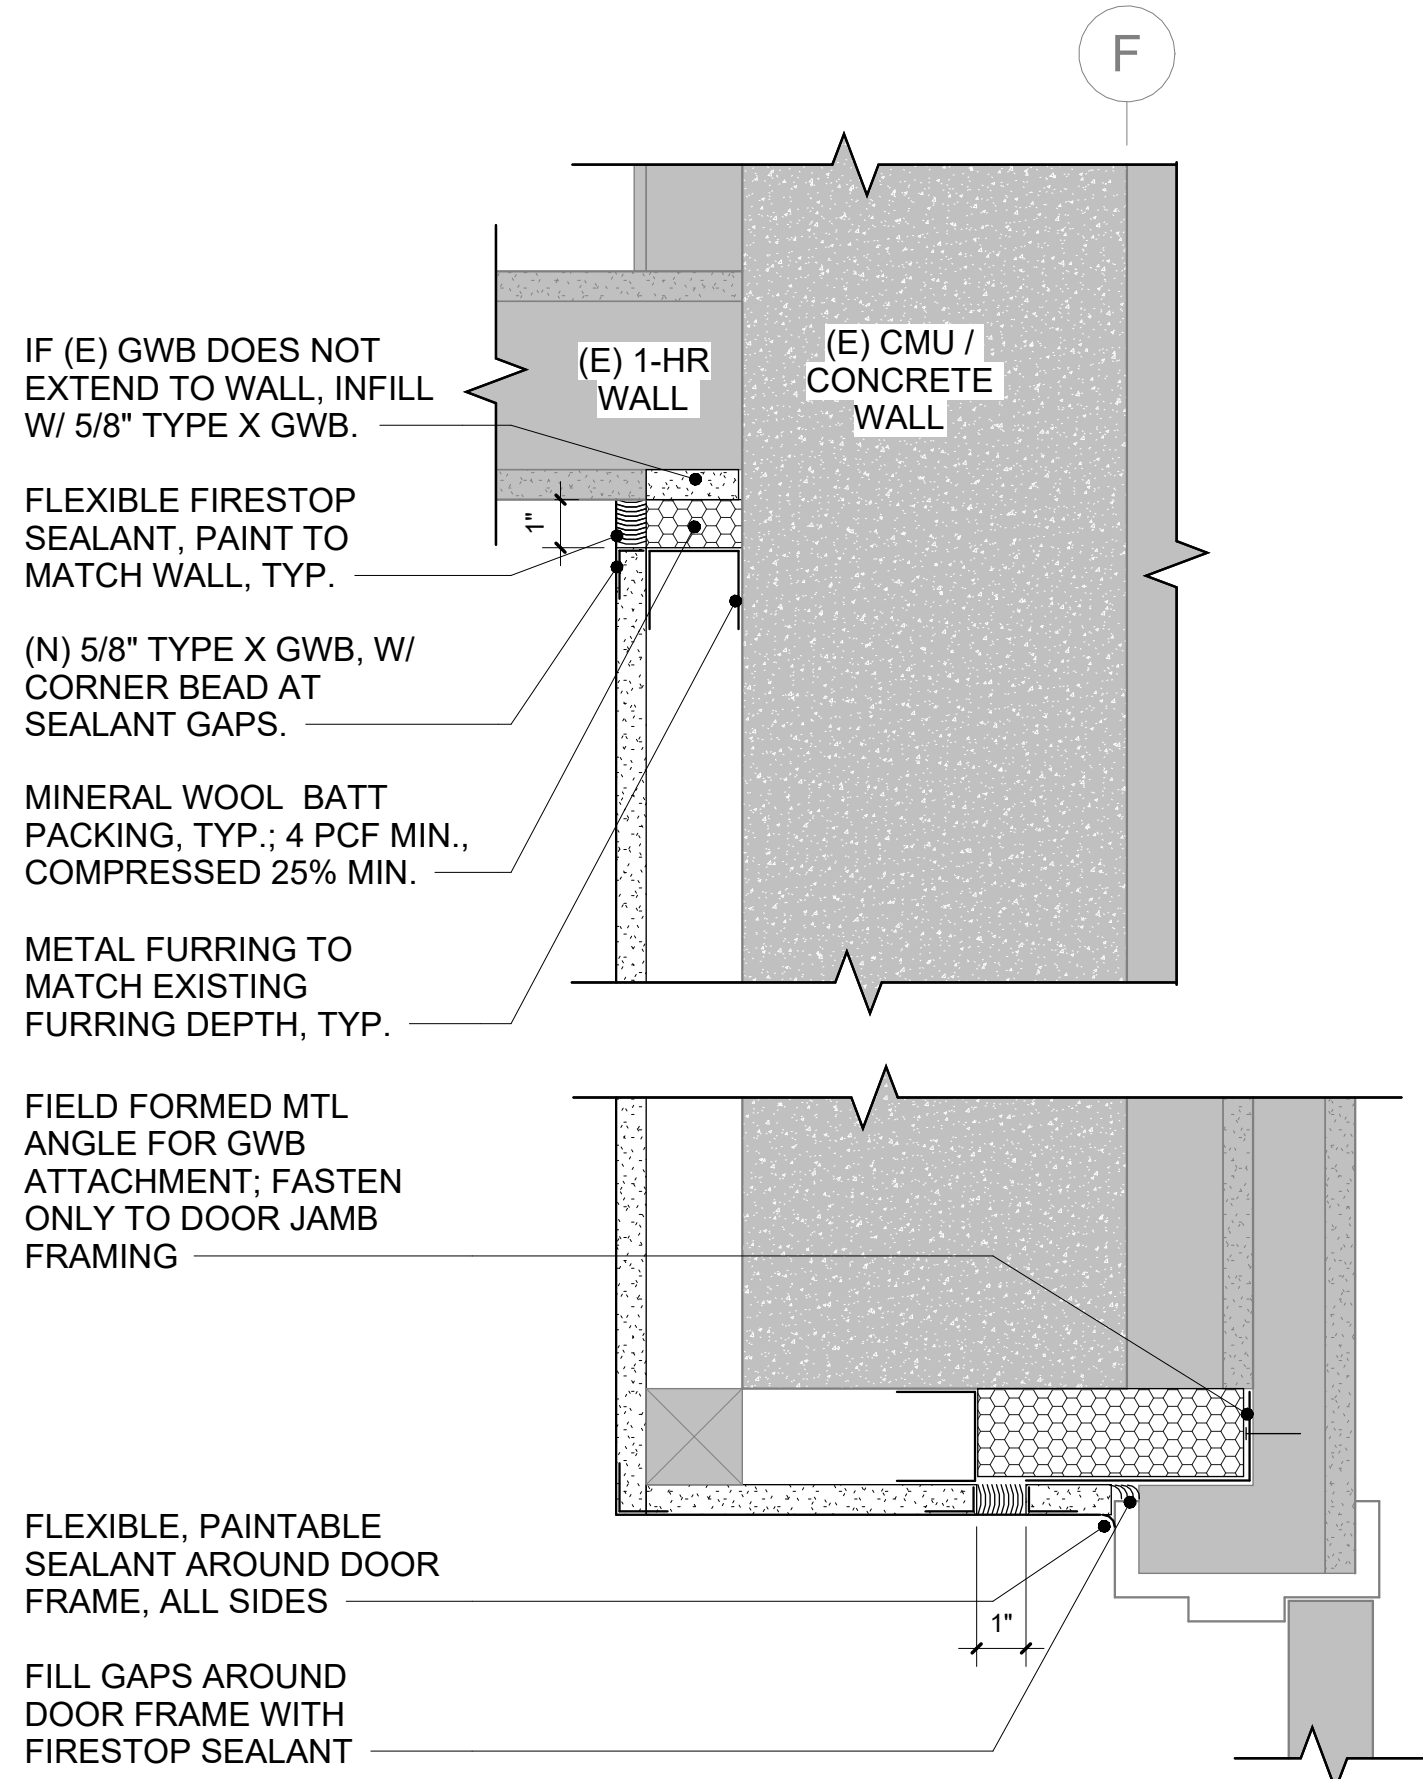 F
(E) 1-HR
WALL
(E) CMU /
CONCRETE
WALL
IF (E) GWB DOES NOT
EXTEND TO WALL, INFILL
W/ 5/8" TYPE X GWB.
FLEXIBLE FIRESTOP
SEALANT, PAINT TO
MATCH WALL, TYP.
1"
(N) 5/8" TYPE X GWB, W/
CORNER BEAD AT
SEALANT GAPS.
MINERAL WOOL  BATT
PACKING, TYP.; 4 PCF MIN.,
COMPRESSED 25% MIN.
METAL FURRING TO
MATCH EXISTING
FURRING DEPTH, TYP.
FIELD FORMED MTL
ANGLE FOR GWB
ATTACHMENT; FASTEN
ONLY TO DOOR JAMB
FRAMING
FLEXIBLE, PAINTABLE
SEALANT AROUND DOOR
FRAME, ALL SIDES
1"
FILL GAPS AROUND
DOOR FRAME WITH
FIRESTOP SEALANT